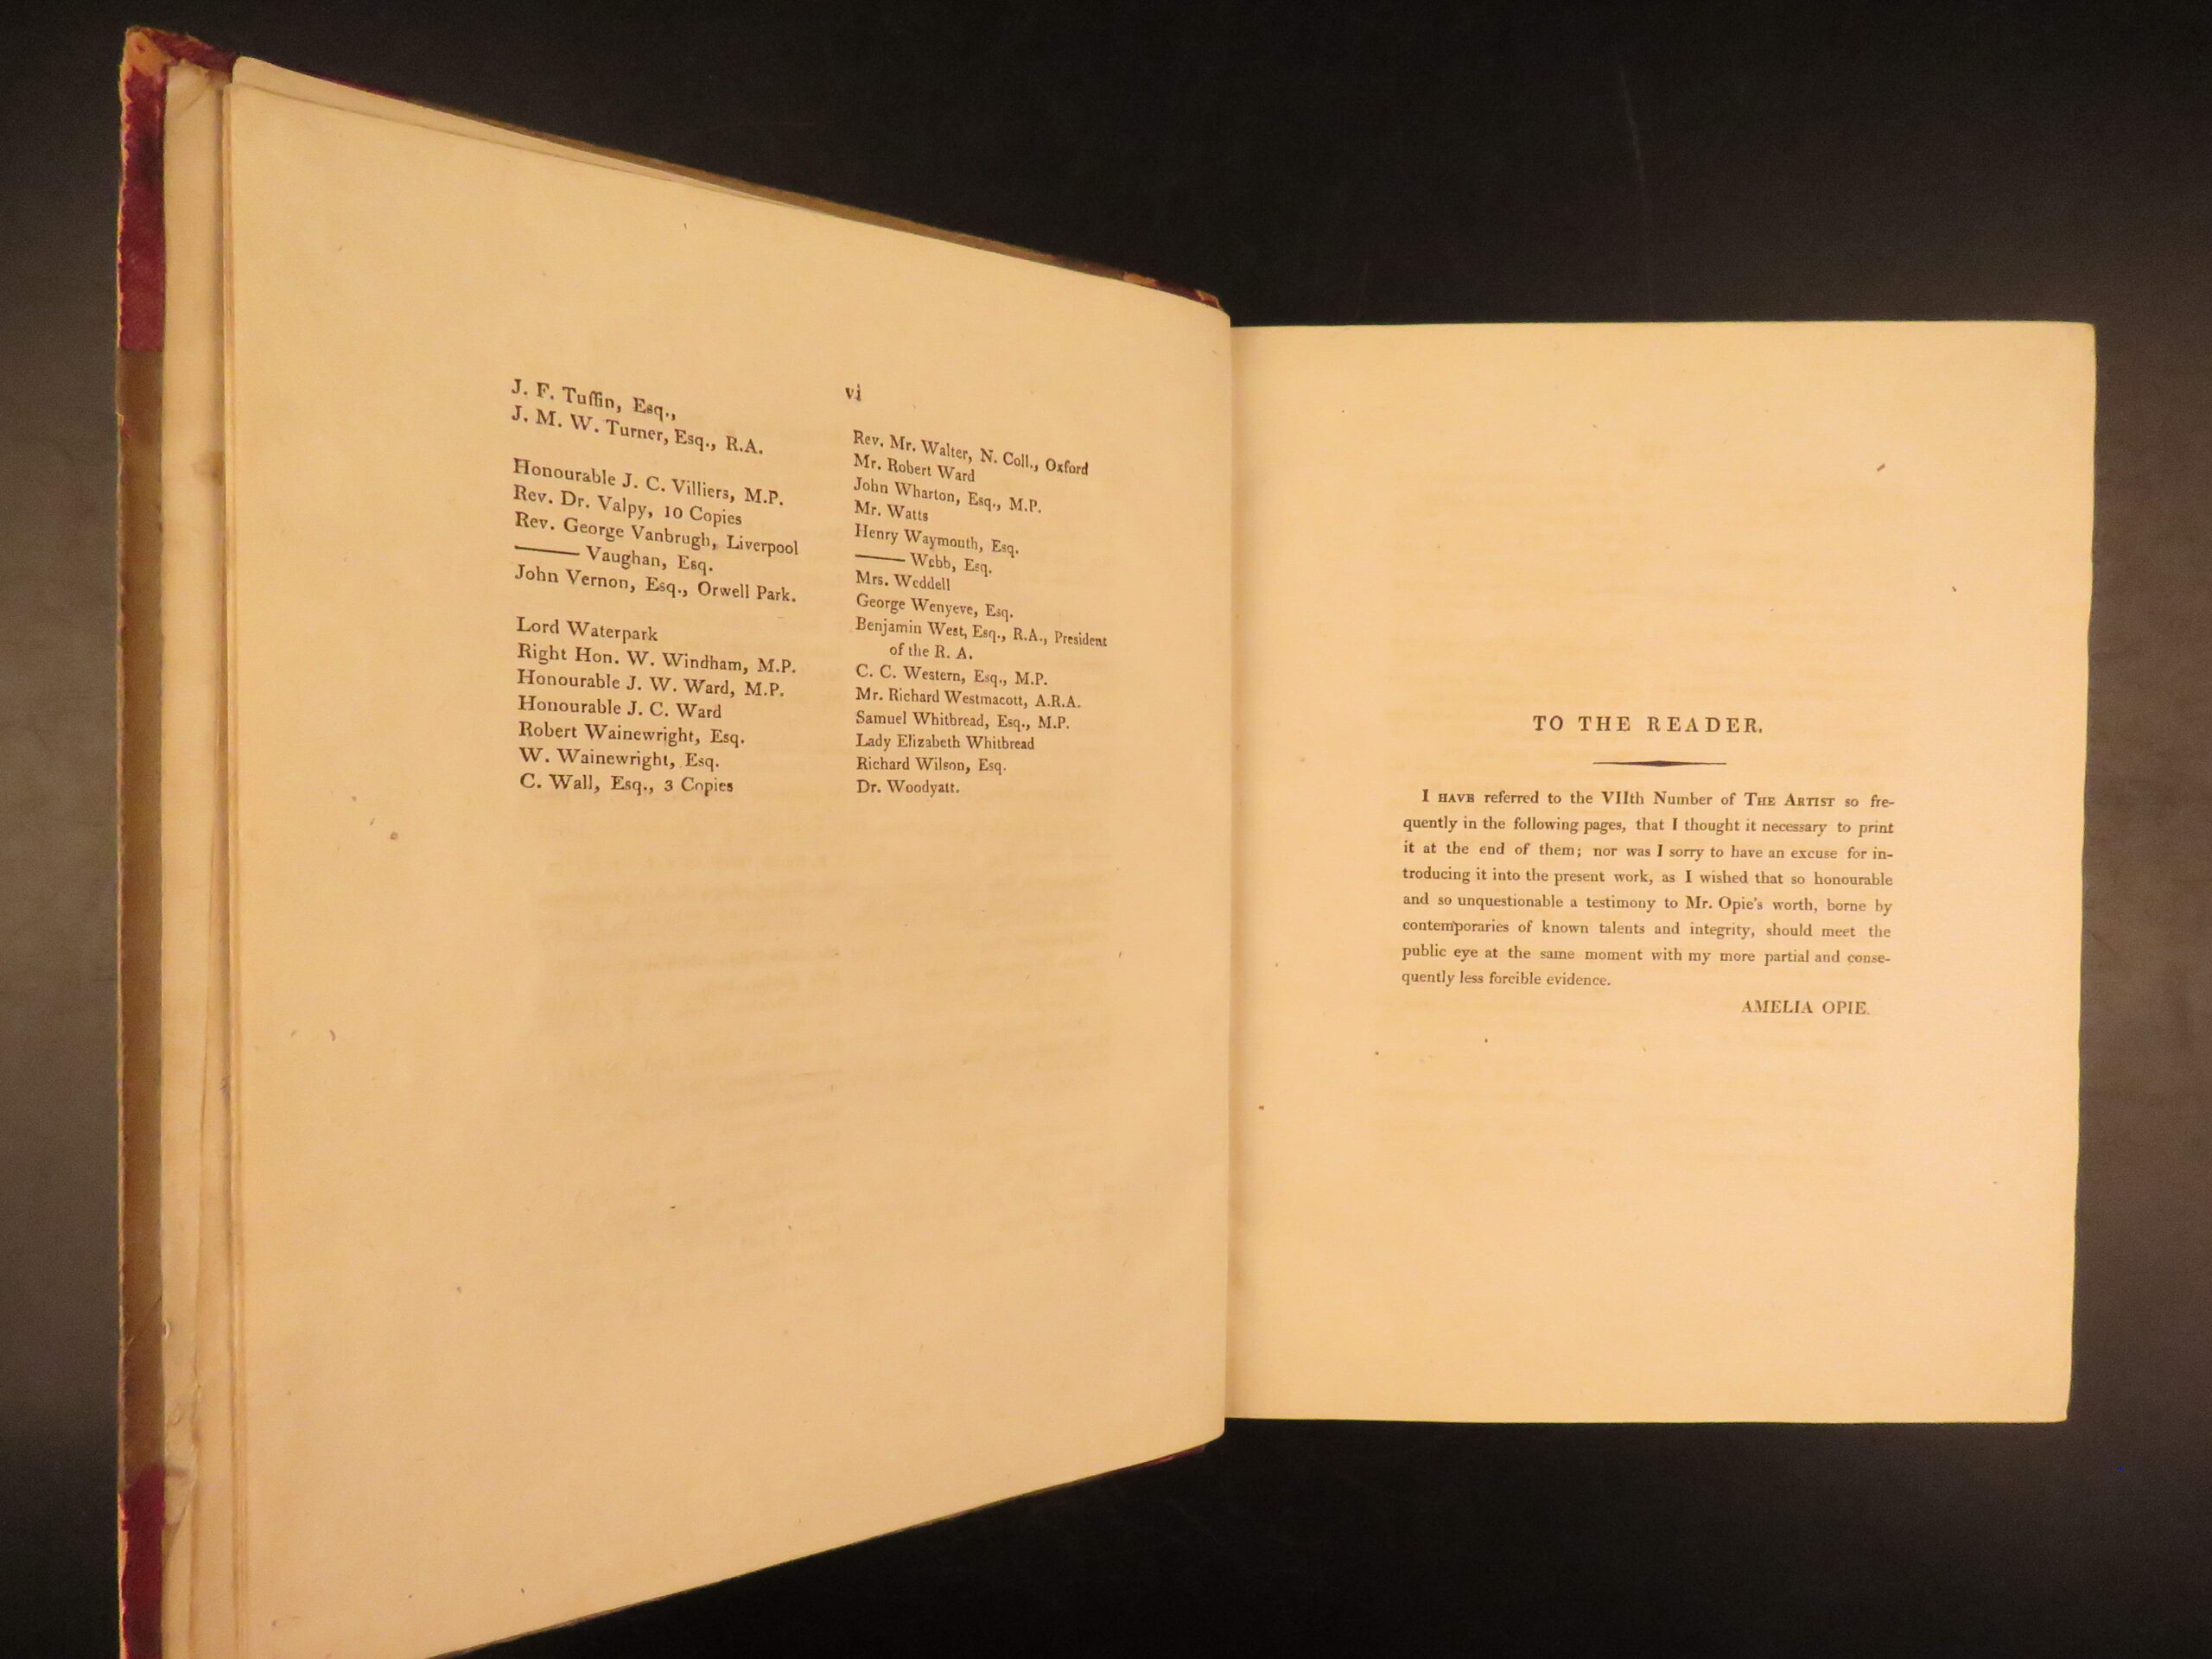 vi
J. F. Tuffin, Esq.,
J. M. W. Turner, Esq., R.A.
Honourable J. C. Villiers, M.P.
Rev. Dr. Valpy, 10 Copies
Rev. George Vanbrugh, Liverpool
——— Vaughan, Esq.
John Vernon, Esq., Orwell Park.
Lord Waterpark
Right Hon. W. Windham, M.P.
Honourable J. W. Ward, M.P.
Honourable J. C. Ward
Robert Wainewright, Esq.
W. Wainewright, Esq.
C. Wall, Esq., 3 Copies
Rev. Mr. Walter, N. Coll., Oxford
Mr. Robert Ward
John Wharton, Esq., M.P.
Mr. Watts
Henry Waymouth, Esq.
——— Webb, Esq.
Mrs. Weddell
George Wenyeve, Esq.
Benjamin West, Esq., R.A., President
of the R. A.
C. C. Western, Esq., M.P.
Mr. Richard Westmacott, A.R.A.
Samuel Whitbread, Esq., M.P.
Lady Elizabeth Whitbread
Richard Wilson, Esq.
Dr. Woodyatt.
TO THE READER.
I HAVE referred to the VIIth Number of THE ARTIST so fre-
quently in the following pages, that I thought it necessary to print
it at the end of them; nor was I sorry to have an excuse for in-
troducing it into the present work, as I wished that so honourable
and so unquestionable a testimony to Mr. Opie's worth, borne by
contemporaries of known talents and integrity, should meet the
public eye at the same moment with my more partial and conse-
quently less forcible evidence.
AMELIA OPIE.